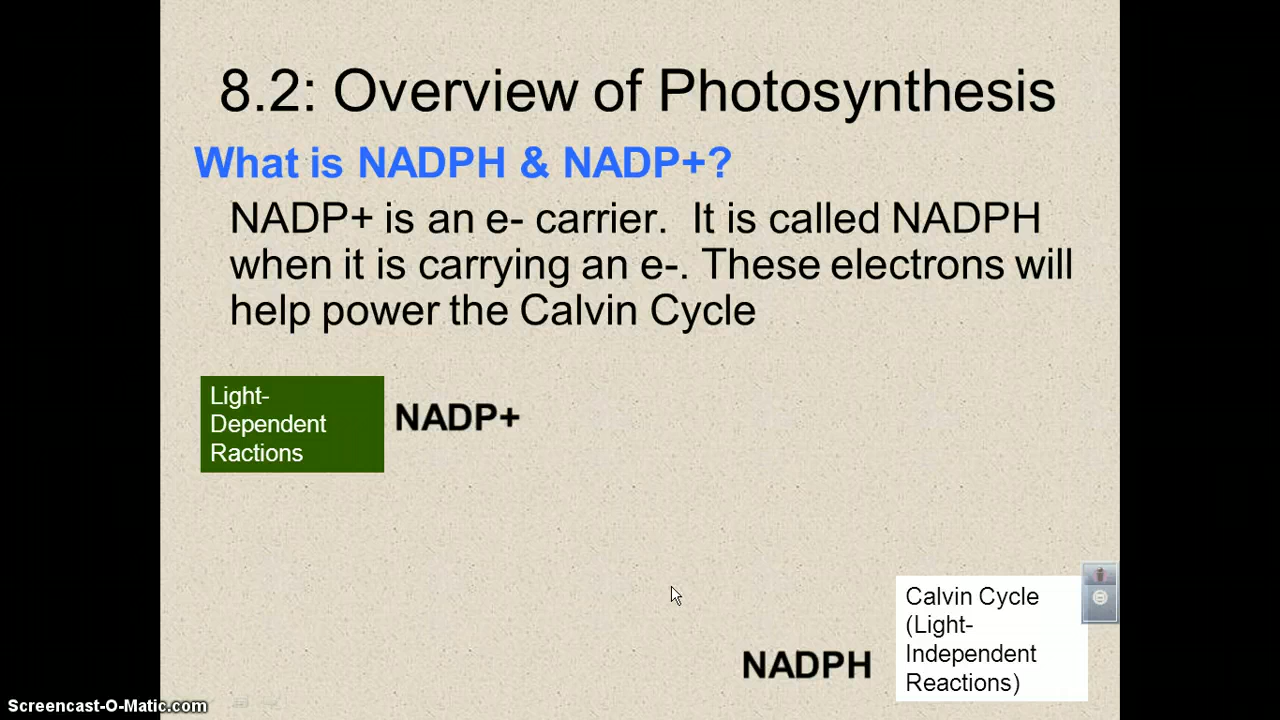 8.2: Overview of Photosynthesis
What is NADPH & NADP+?
NADP+ is an e- carrier.  It is called NADPH
when it is carrying an e-. These electrons will
help power the Calvin Cycle
Light-
Dependent
Ractions
NADP+
NADPH
Calvin Cycle
(Light-
Independent
Reactions)
Screencast-O-Matic.com